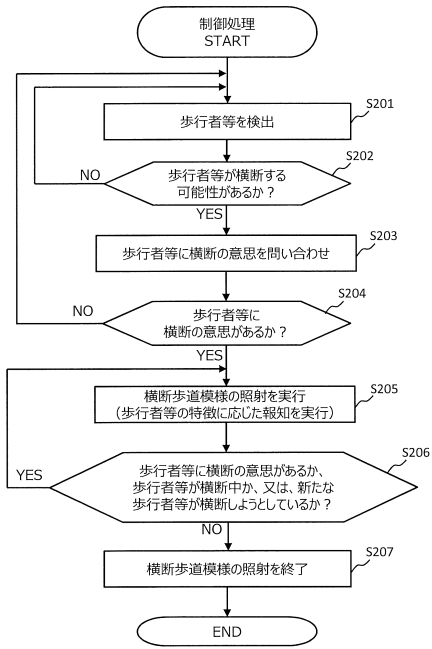 制御処理
START
S201
歩行者等を検出
S202
歩行者等が横断する
可能性があるか？
NO
YES
S203
歩行者等に横断の意思を問い合わせ
S204
歩行者等に
横断の意思があるか？
NO
YES
S205
横断歩道模様の照射を実行
（歩行者等の特徴に応じた報知を実行）
S206
歩行者等に横断の意思があるか、
歩行者等が横断中か、又は、新たな
歩行者等が横断しようとしているか？
YES
NO
S207
横断歩道模様の照射を終了
END